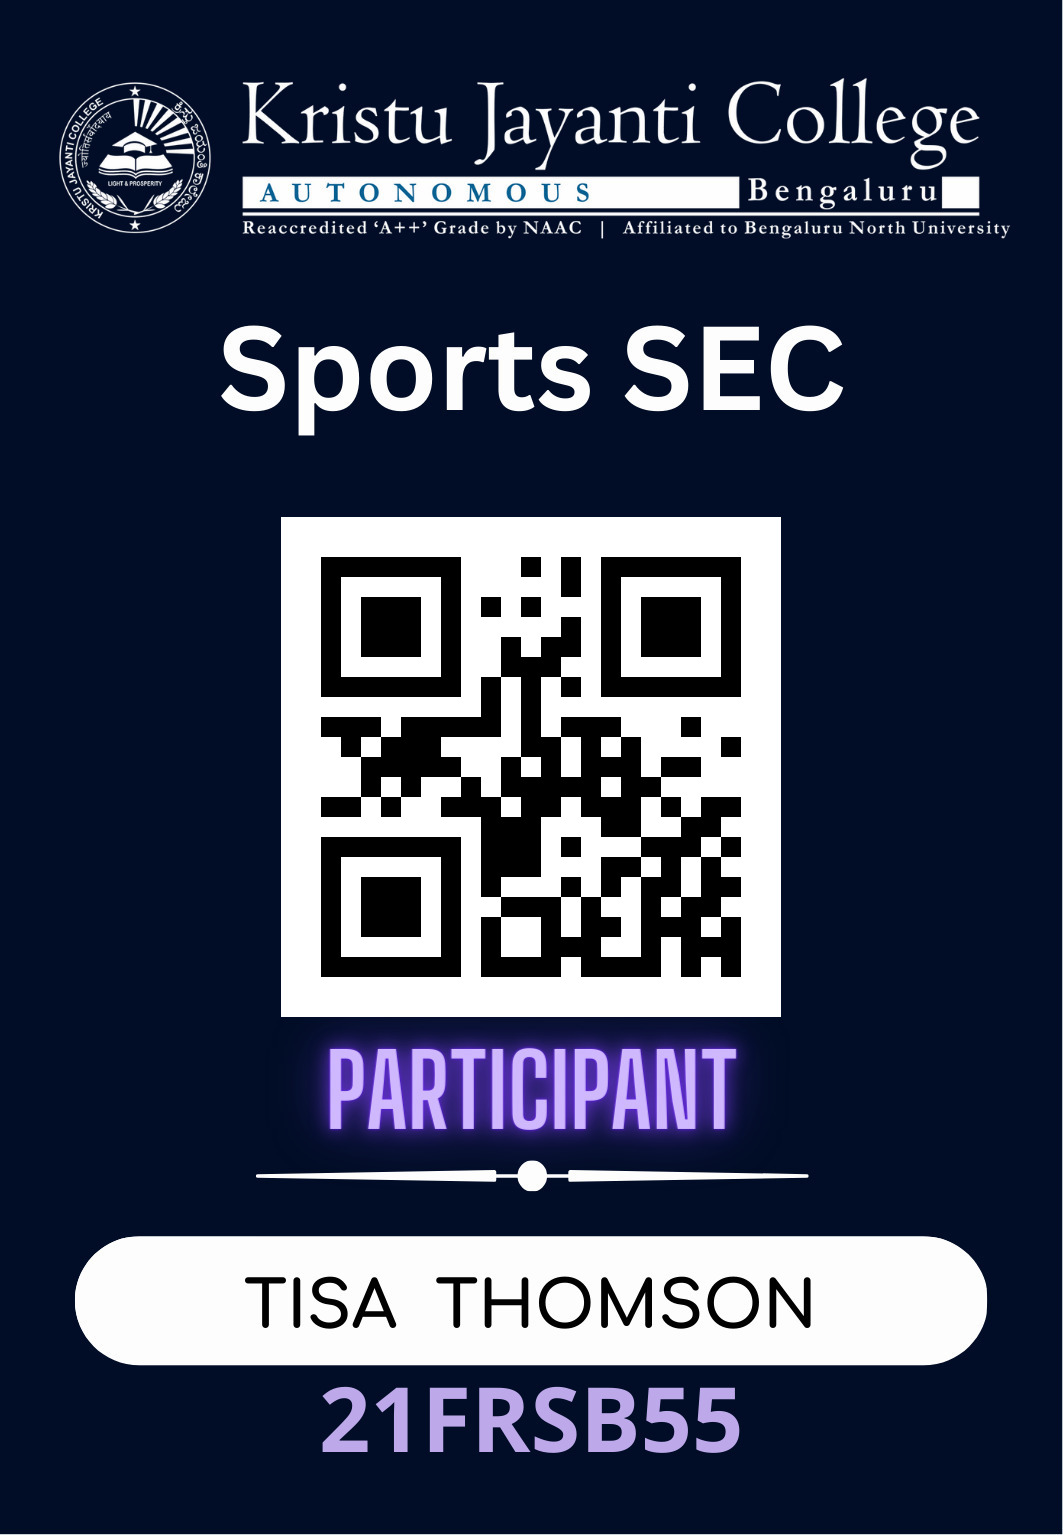 Kristu Jayanti College
AUTONOMOUS Bengaluru
Reaccredited ‘A++’ Grade by NAAC | Affiliated to Bengaluru North University
KRISTU JAYANTI COLLEGE
LIGHT & PROSPERITY
Sports SEC
PARTICIPANT
TISA THOMSON
21FRSB55